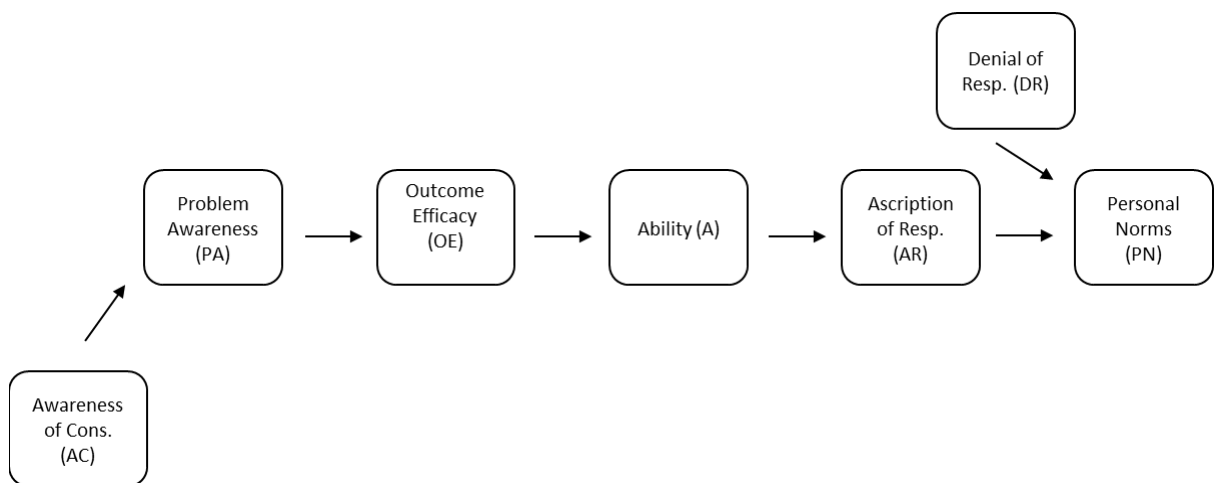 Denial of
Resp. (DR)
Problem
Awareness
(PA)
Outcome
Efficacy
(OE)
Ability (A)
Ascription
of Resp.
(AR)
Personal
Norms
(PN)
Awareness
of Cons.
(AC)